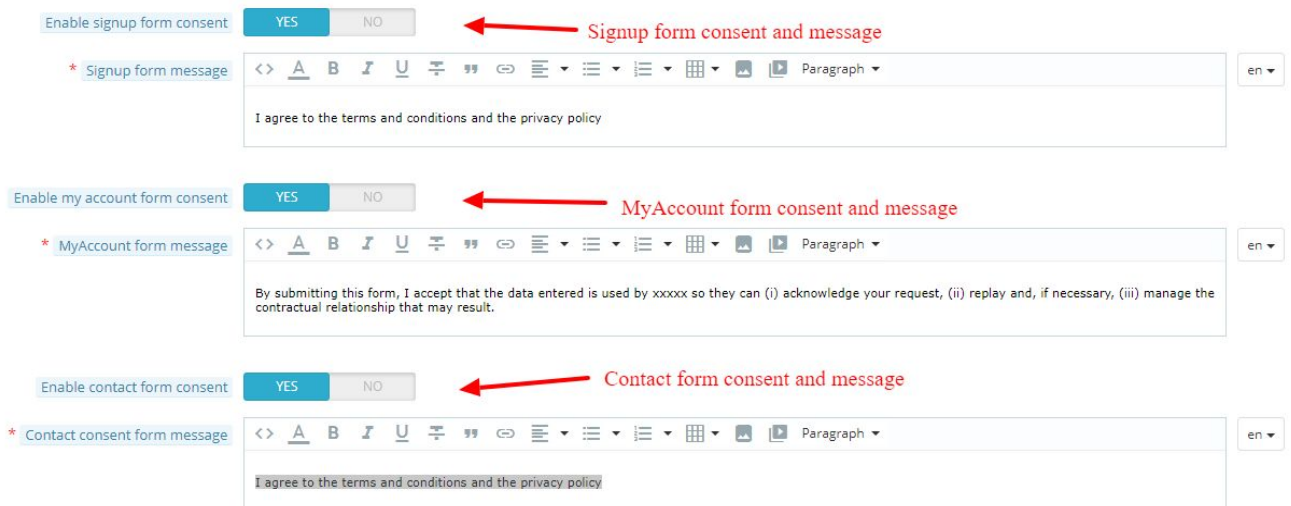 Enable signup form consent YES NO Signup form consent and message
* Signup form message <> A B I U Paragraph en
I agree to the terms and conditions and the privacy policy
Enable my account form consent YES NO MyAccount form consent and message
* MyAccount form message <> A B I U Paragraph en
By submitting this form, I accept that the data entered is used by xxxxx so they can (i) acknowledge your request, (ii) replay and, if necessary, (iii) manage the
contractual relationship that may result.
Enable contact form consent YES NO Contact form consent and message
* Contact consent form message <> A B I U Paragraph en
I agree to the terms and conditions and the privacy policy